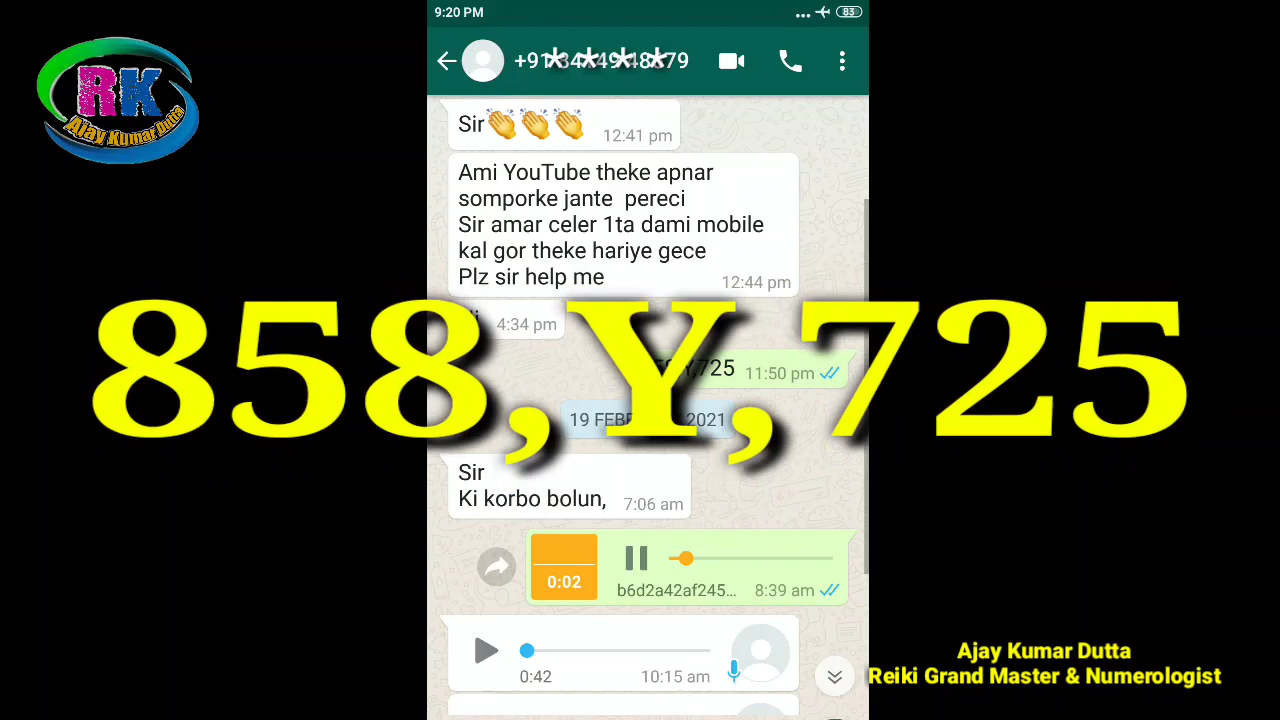 9:20 PM
83
RK
Ajay Kumar Dutta
Sir👏👏👏
12:41 pm
Ami YouTube theke apnar
somporke jante pereci
Sir amar celer 1ta dami mobile
kal gor theke hariye gece
Plz sir help me
12:44 pm
4:34 pm
858,Y,725
11:50 pm
2021
Sir
Ki korbo bolun,
7:06 am
0:02
b6d2a42af245...
8:39 am
0:42
10:15 am
Ajay Kumar Dutta
Reiki Grand Master & Numerologist